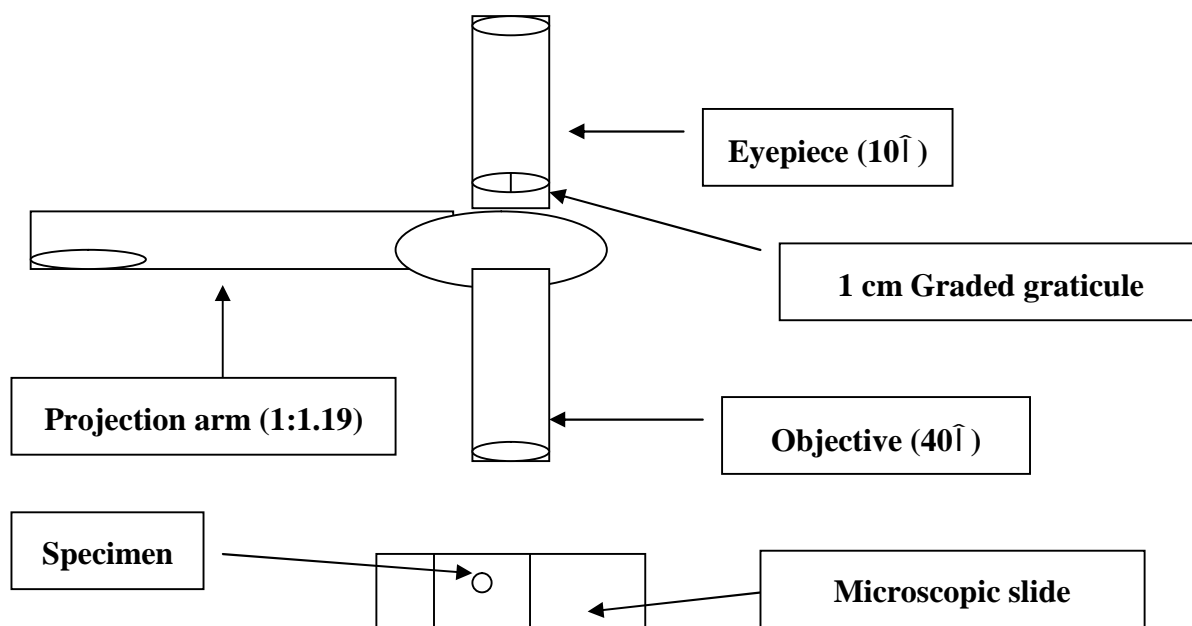 Eyepiece (10Î )
1 cm Graded graticule
Projection arm (1:1.19)
Objective (40Î )
Specimen
Microscopic slide